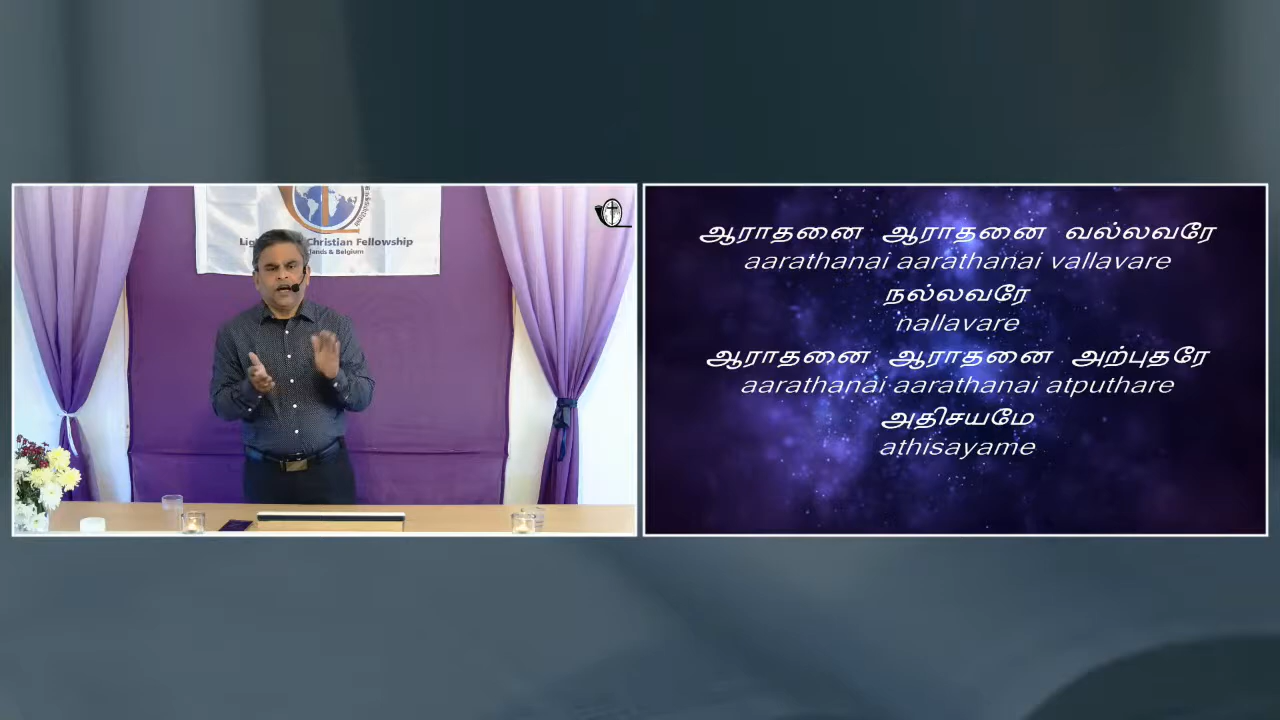 Christian Fellowship
& Belgium
ஆராதனை ஆராதனை வல்லவரே
aarathanai aarathanai vallavare
நல்லவரே
nallavare
ஆராதனை ஆராதனை அற்புதரே
aarathanai aarathanai atputhare
அதிசயமே
athisayame